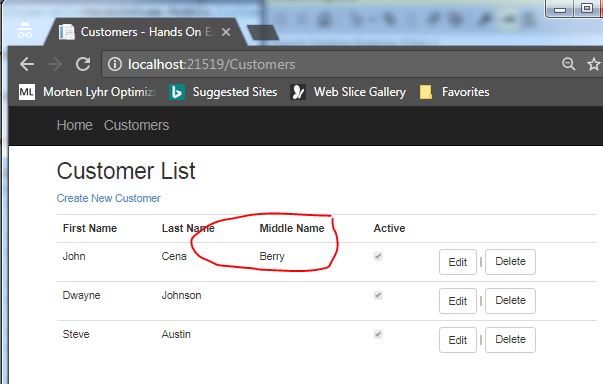 Customers - Hands On E
localhost:21519/Customers
ML Morten Lyhr Optimiz Suggested Sites Web Slice Gallery Favorites
Home Customers
Customer List
Create New Customer
First Name Last Name Middle Name Active
John Cena Berry Edit | Delete
Dwayne Johnson Edit | Delete
Steve Austin Edit | Delete